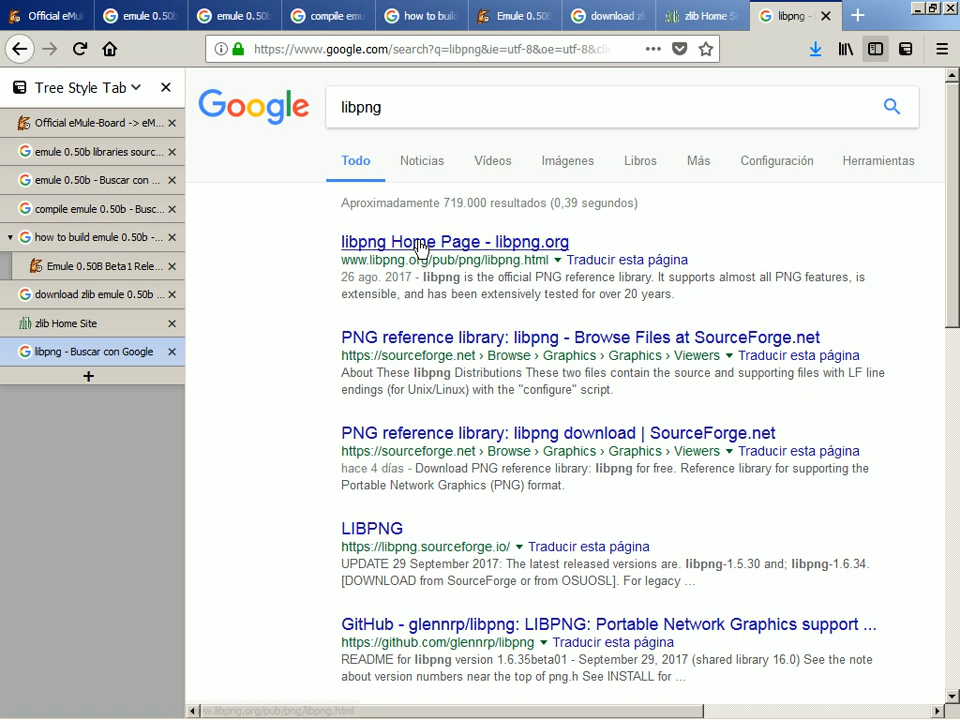 Official eMu
emule 0.50
emule 0.50
compile em
how to buil
Emule 0.50B
download zl
zlib Home S
libpng -
https://www.google.com/search?q=libpng&ie=utf-8&oe=utf-8&cli
Tree Style Tab
Official eMule-Board -> eM...
emule 0.50b libraries sourc...
emule 0.50b - Buscar con ...
compile emule 0.50b - Busc...
how to build emule 0.50b -...
Emule 0.50B Beta1 Rele...
download zlib emule 0.50b ...
zlib Home Site
libpng - Buscar con Google
Google
libpng
Todo Noticias Vídeos Imágenes Libros Más Configuración Herramientas
Aproximadamente 719.000 resultados (0,39 segundos)
libpng Home Page - libpng.org
www.libpng.org/pub/png/libpng.html Traducir esta página
26 ago. 2017 - libpng is the official PNG reference library. It supports almost all PNG features, is
extensible, and has been extensively tested for over 20 years.
PNG reference library: libpng - Browse Files at SourceForge.net
https://sourceforge.net › Browse › Graphics › Graphics › Viewers Traducir esta página
About These libpng Distributions These two files contain the source and supporting files with LF line
endings (for Unix/Linux) with the "configure" script.
PNG reference library: libpng download | SourceForge.net
https://sourceforge.net › Browse › Graphics › Graphics › Viewers Traducir esta página
hace 4 días - Download PNG reference library: libpng for free. Reference library for supporting the
Portable Network Graphics (PNG) format.
LIBPNG
https://libpng.sourceforge.io/ Traducir esta página
UPDATE 29 September 2017: The latest released versions are. libpng-1.5.30 and; libpng-1.6.34.
[DOWNLOAD from SourceForge or from OSUOSL]. For legacy ...
GitHub - glennrp/libpng: LIBPNG: Portable Network Graphics support ...
https://github.com/glennrp/libpng Traducir esta página
README for libpng version 1.6.35beta01 - September 29, 2017 (shared library 16.0) See the note
about version numbers near the top of png.h See INSTALL for ...
w.libpng.org/pub/png/libpng.html